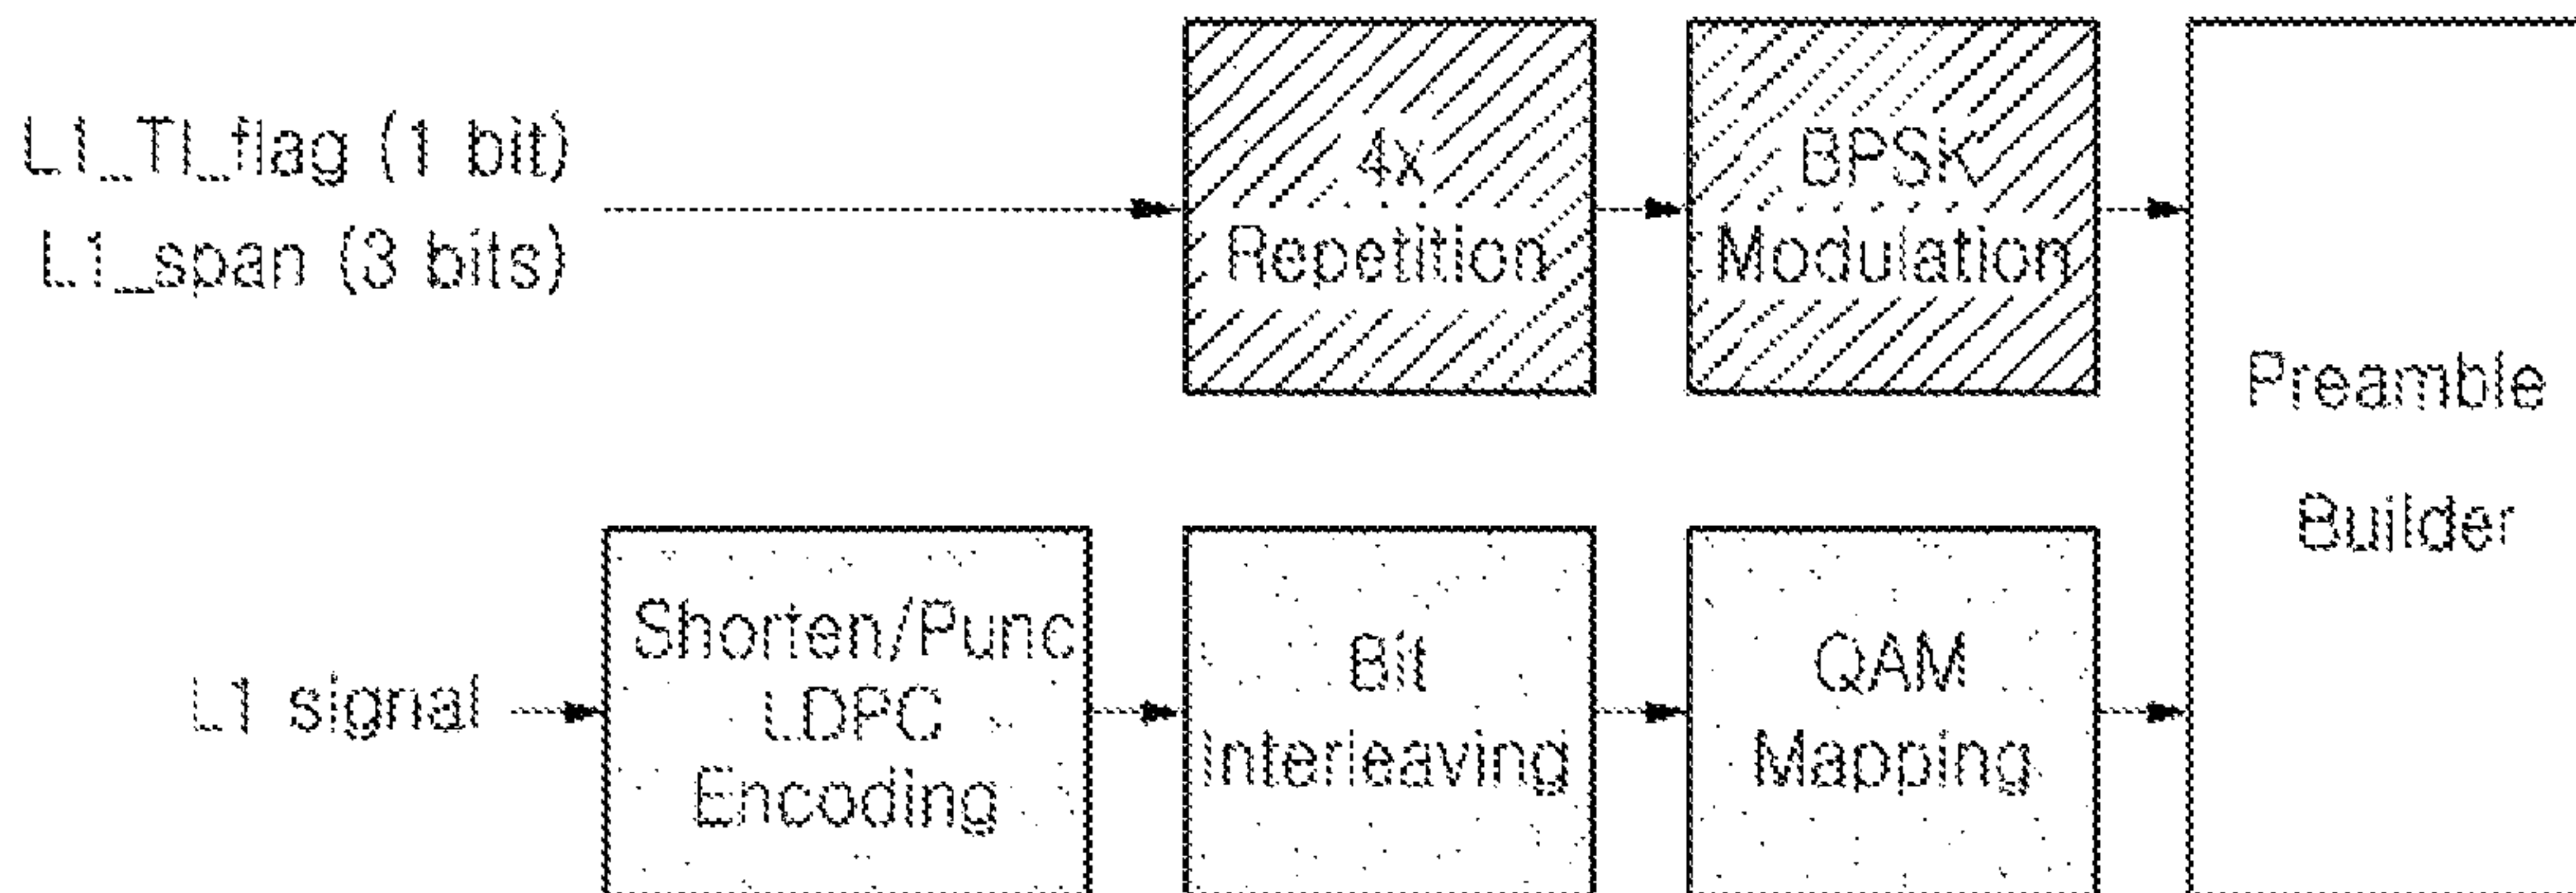 L1_TI_flag (1 bit)
L1_span (3 bits)
4x
Repetition
BPSK
Modulation
Preamble
Builder
L1 signal
Shorten/Punc
LDPC
Encoding
Bit
Interleaving
QAM
Mapping